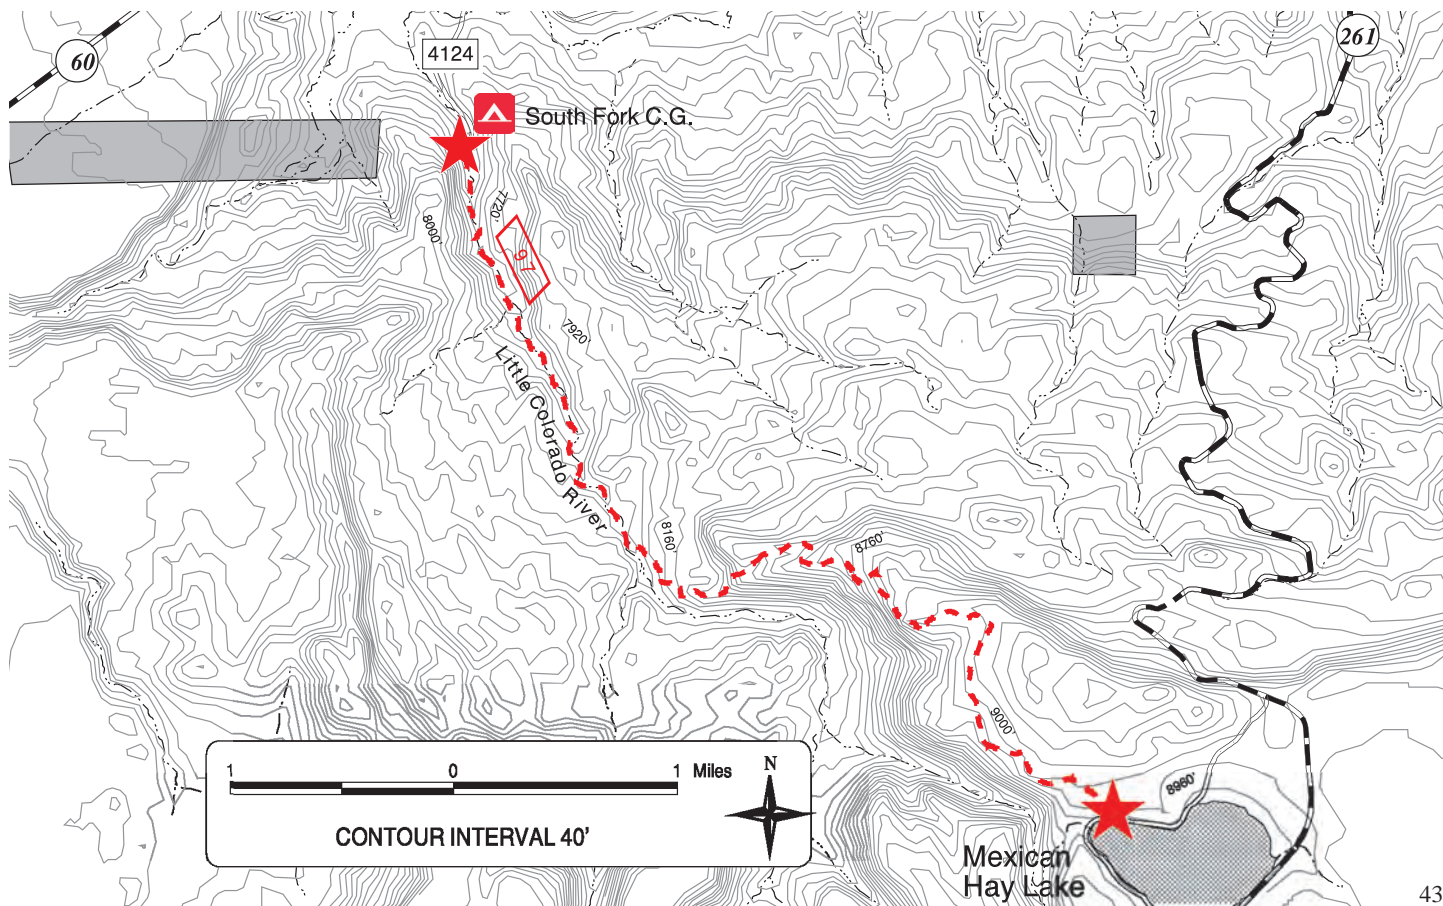 60
4124
261
South Fork C.G.
7720'
8000'
97
7920'
Little Colorado River
8160'
8760'
9000'
8960'
1 0 1 Miles
N
CONTOUR INTERVAL 40'
Mexican
Hay Lake
43